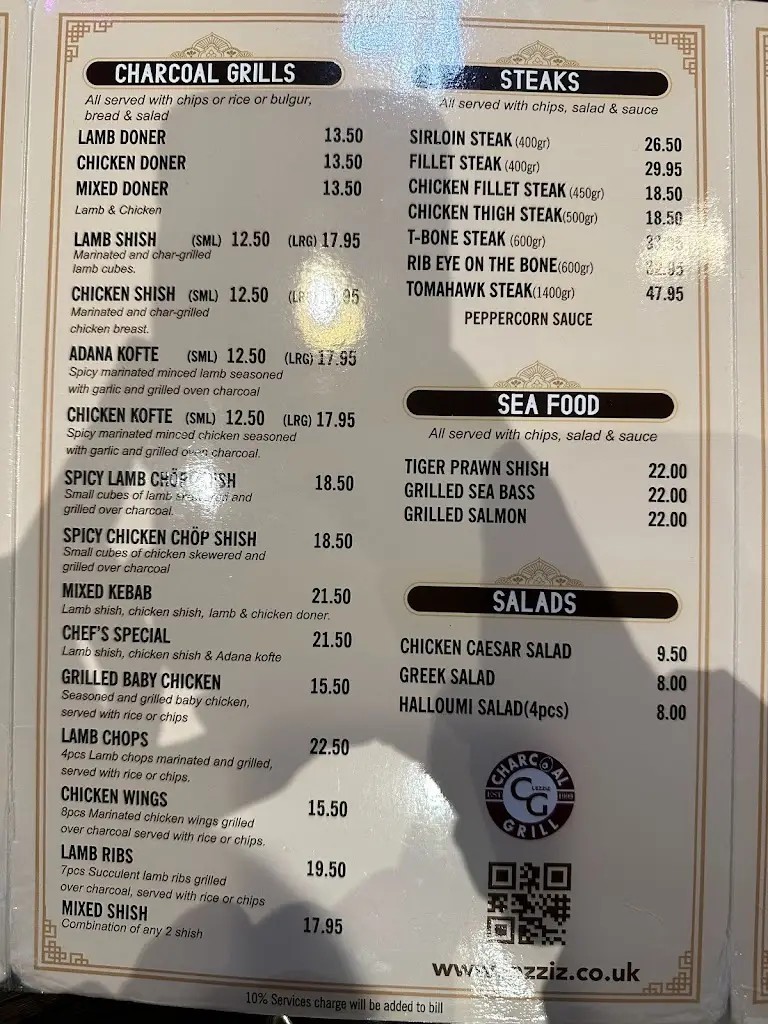 CHARCOAL GRILLS
All served with chips or rice or bulgur,
bread & salad
LAMB DONER 13.50
CHICKEN DONER 13.50
MIXED DONER 13.50
Lamb & Chicken
LAMB SHISH (SML) 12.50 (LRG) 17.95
Marinated and char-grilled
lamb cubes.
CHICKEN SHISH (SML) 12.50
Marinated and char-grilled
chicken breast.
ADANA KOFTE (SML) 12.50 (LRG) 17.95
Spicy marinated minced lamb seasoned
with garlic and grilled oven charcoal
CHICKEN KOFTE (SML) 12.50 (LRG) 17.95
Spicy marinated minced chicken seasoned
with garlic and grilled oven charcoal.
SPICY LAMB CHÖP SHISH 18.50
Small cubes of lamb skewered and
grilled over charcoal.
SPICY CHICKEN CHÖP SHISH 18.50
Small cubes of chicken skewered and
grilled over charcoal
MIXED KEBAB 21.50
Lamb shish, chicken shish, lamb & chicken doner.
CHEF'S SPECIAL 21.50
Lamb shish, chicken shish & Adana kofte
GRILLED BABY CHICKEN 15.50
Seasoned and grilled baby chicken,
served with rice or chips
LAMB CHOPS 22.50
4pcs Lamb chops marinated and grilled,
served with rice or chips.
CHICKEN WINGS 15.50
8pcs Marinated chicken wings grilled
over charcoal served with rice or chips.
LAMB RIBS 19.50
7pcs Succulent lamb ribs grilled
over charcoal, served with rice or chips
MIXED SHISH 17.95
Combination of any 2 shish
STEAKS
All served with chips, salad & sauce
SIRLOIN STEAK (400gr) 26.50
FILLET STEAK (400gr) 29.95
CHICKEN FILLET STEAK (450gr) 18.50
CHICKEN THIGH STEAK(500gr) 18.50
T-BONE STEAK (600gr)
RIB EYE ON THE BONE(600gr) 32.95
TOMAHAWK STEAK(1400gr) 47.95
PEPPERCORN SAUCE
SEA FOOD
All served with chips, salad & sauce
TIGER PRAWN SHISH 22.00
GRILLED SEA BASS 22.00
GRILLED SALMON 22.00
SALADS
CHICKEN CAESAR SALAD 9.50
GREEK SALAD 8.00
HALLOUMI SALAD(4pcs) 8.00
CHARCOAL
LEZZIZ
EST CG
GRILL
www.lezziz.co.uk
10% Services charge will be added to bill